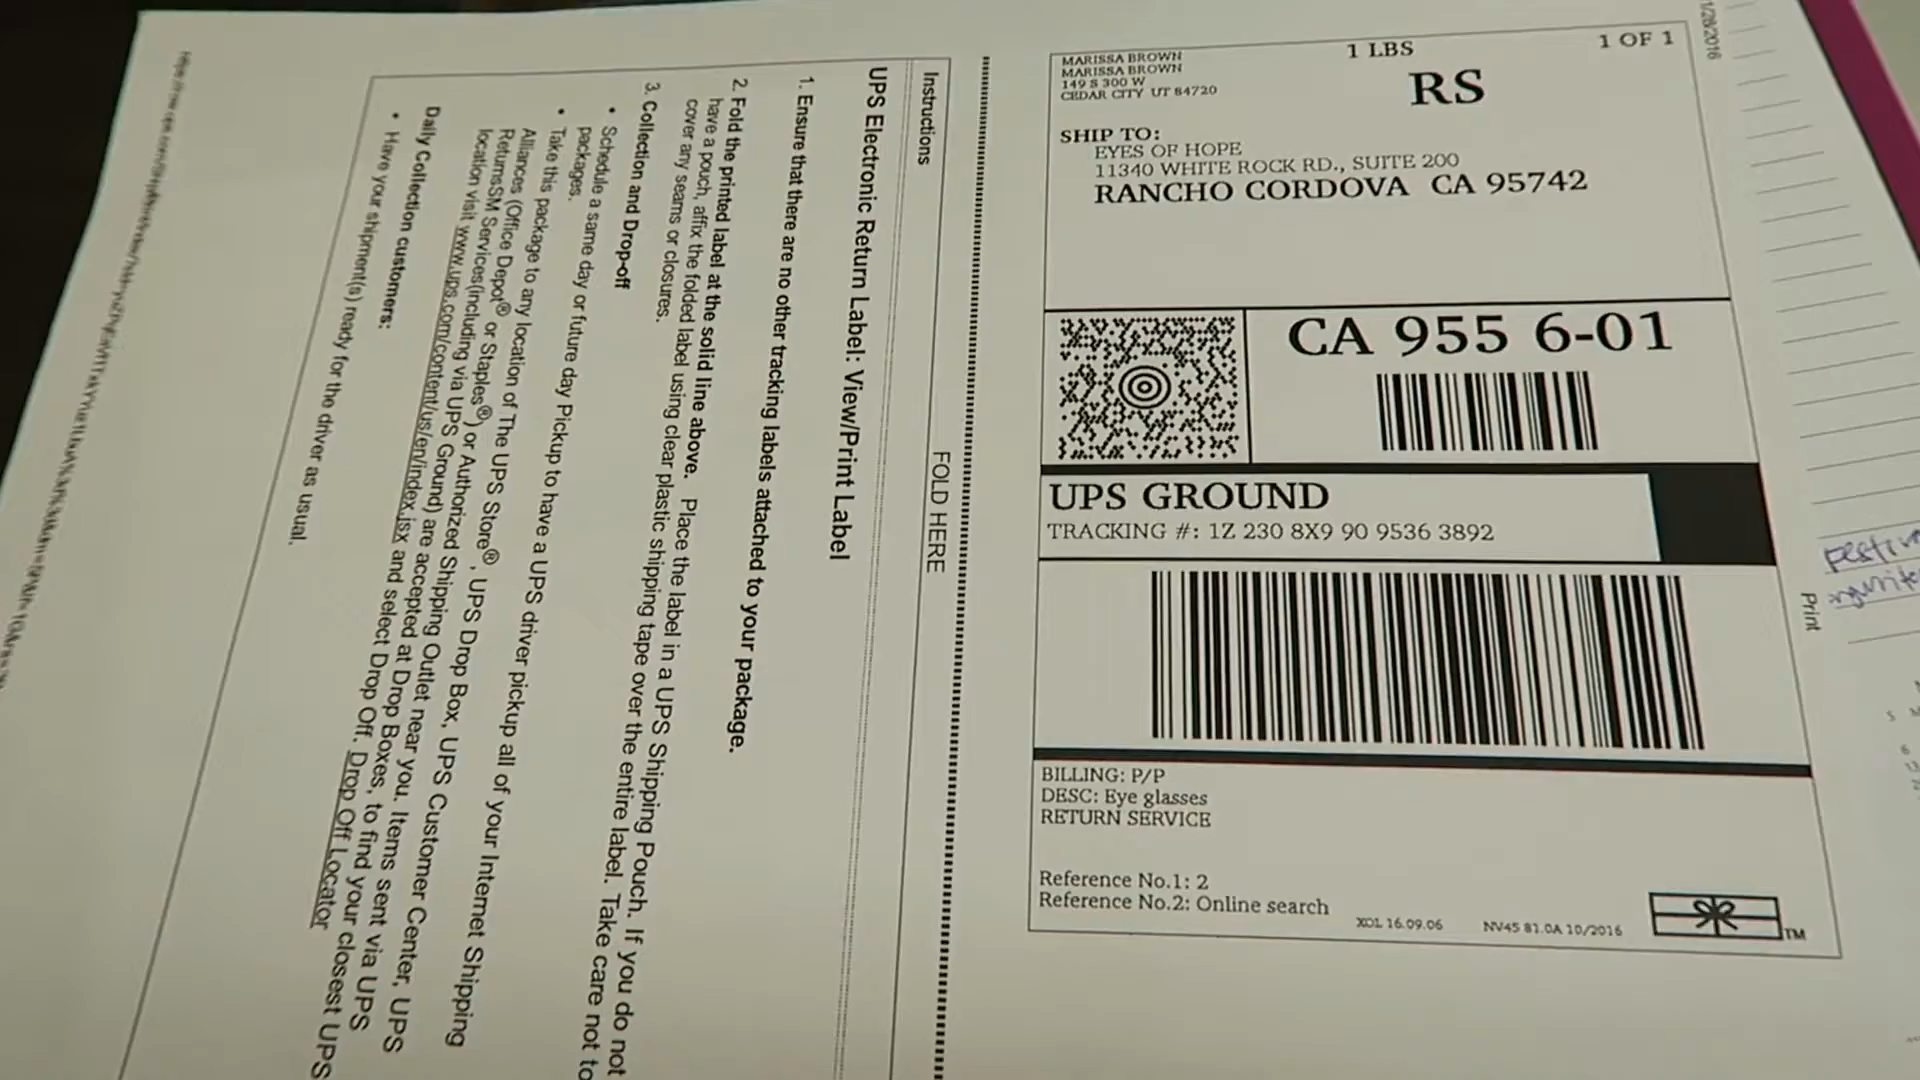 MARISSA BROWN
MARISSA BROWN
149 S 300 W
CEDAR CITY UT 84720
1 LBS
1 OF 1
RS
SHIP TO:
EYES OF HOPE
11340 WHITE ROCK RD., SUITE 200
RANCHO CORDOVA CA 95742
CA 955 6-01
UPS GROUND
TRACKING #: 1Z 230 8X9 90 9536 3892
BILLING: P/P
DESC: Eye glasses
RETURN SERVICE
Reference No.1: 2
Reference No.2: Online search
XOL 16.09.06
NV45 81.0A 10/2016
TM
FOLD HERE
Instructions
UPS Electronic Return Label: View/Print Label
1. Ensure that there are no other tracking labels attached to your package.
2. Fold the printed label at the solid line above. Place the label in a UPS Shipping Pouch. If you do not
have a pouch, affix the folded label using clear plastic shipping tape over the entire label. Take care not to
cover any seams or closures.
3. Collection and Drop-off
• Schedule a same day or future day Pickup to have a UPS driver pickup all of your Internet Shipping
packages.
• Take this package to any location of The UPS Store®, UPS Drop Box, UPS Customer Center, UPS
Alliances (Office Depot® or Staples®) or Authorized Shipping Outlet near you. Items sent via UPS
ReturnsSM Services(including via UPS Ground) are accepted at Drop Boxes, to find your closest UPS
location visit www.ups.com/content/us/en/index.jsx and select Drop Off. Drop Off Locator
Daily Collection customers:
• Have your shipment(s) ready for the driver as usual.
Print